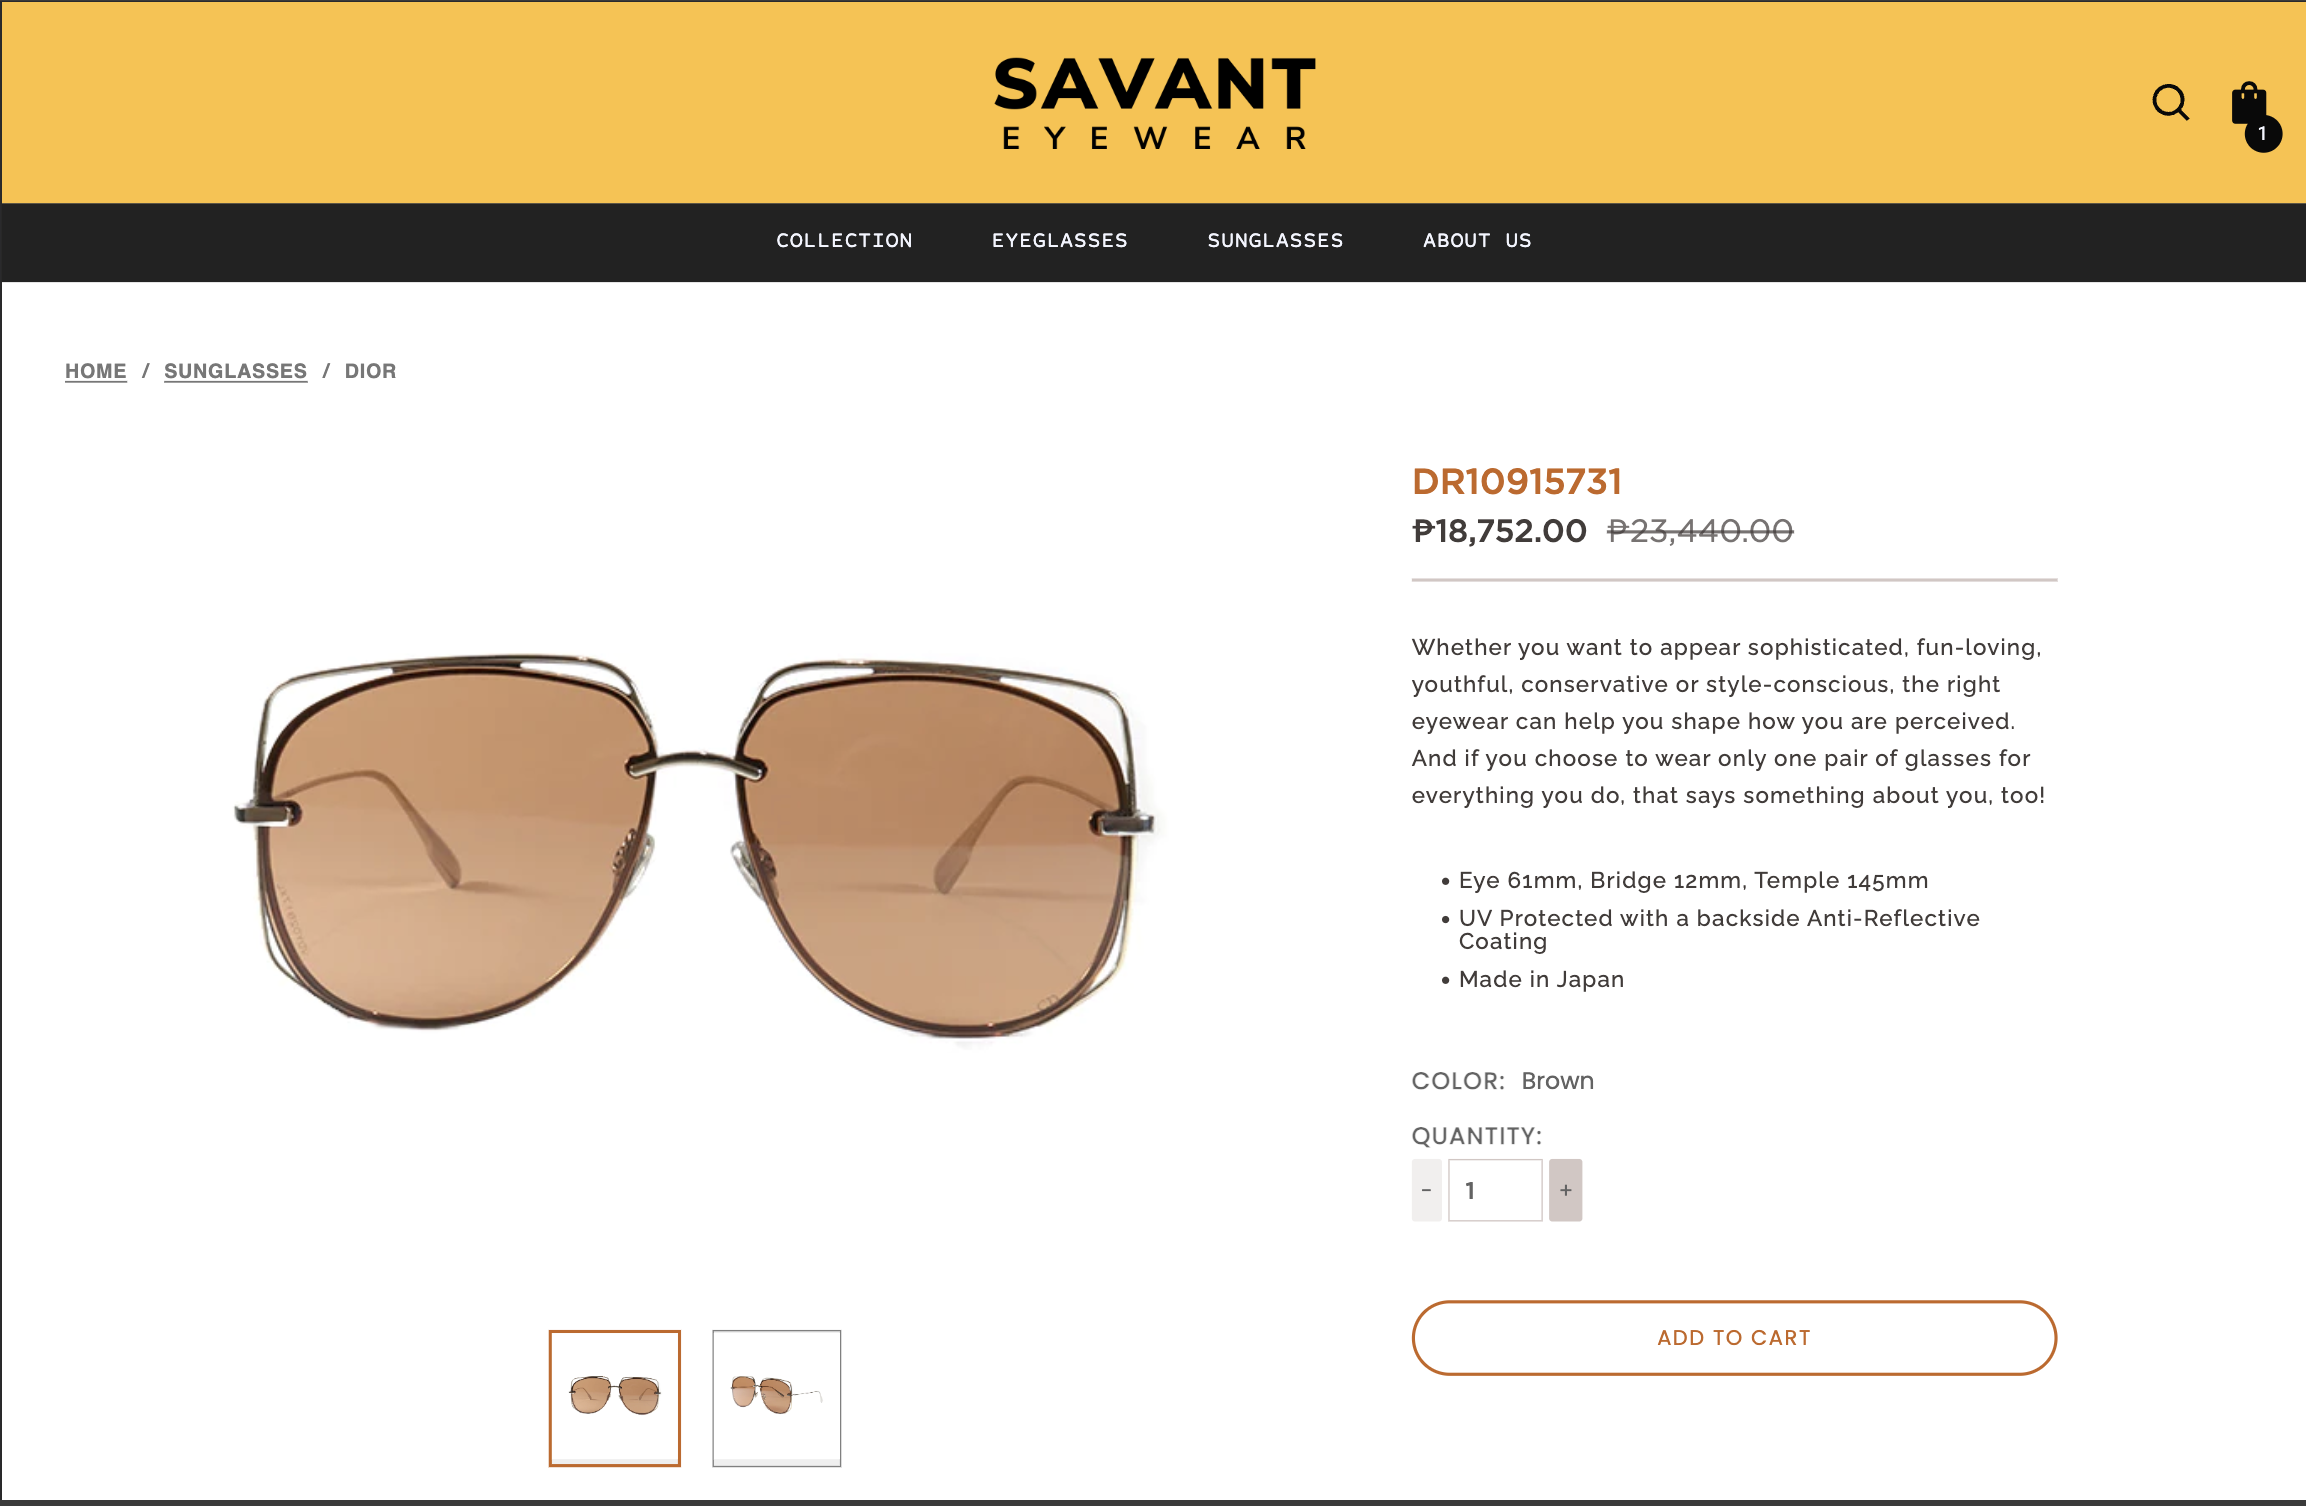 SAVANT
EYEWEAR
1
COLLECTION
EYEGLASSES
SUNGLASSES
ABOUT US
HOME / SUNGLASSES / DIOR
DR10915731
₱18,752.00 ₱23,440.00
Whether you want to appear sophisticated, fun-loving,
youthful, conservative or style-conscious, the right
eyewear can help you shape how you are perceived.
And if you choose to wear only one pair of glasses for
everything you do, that says something about you, too!
• Eye 61mm, Bridge 12mm, Temple 145mm
• UV Protected with a backside Anti-Reflective
Coating
• Made in Japan
COLOR: Brown
QUANTITY:
- 1 +
ADD TO CART
CD